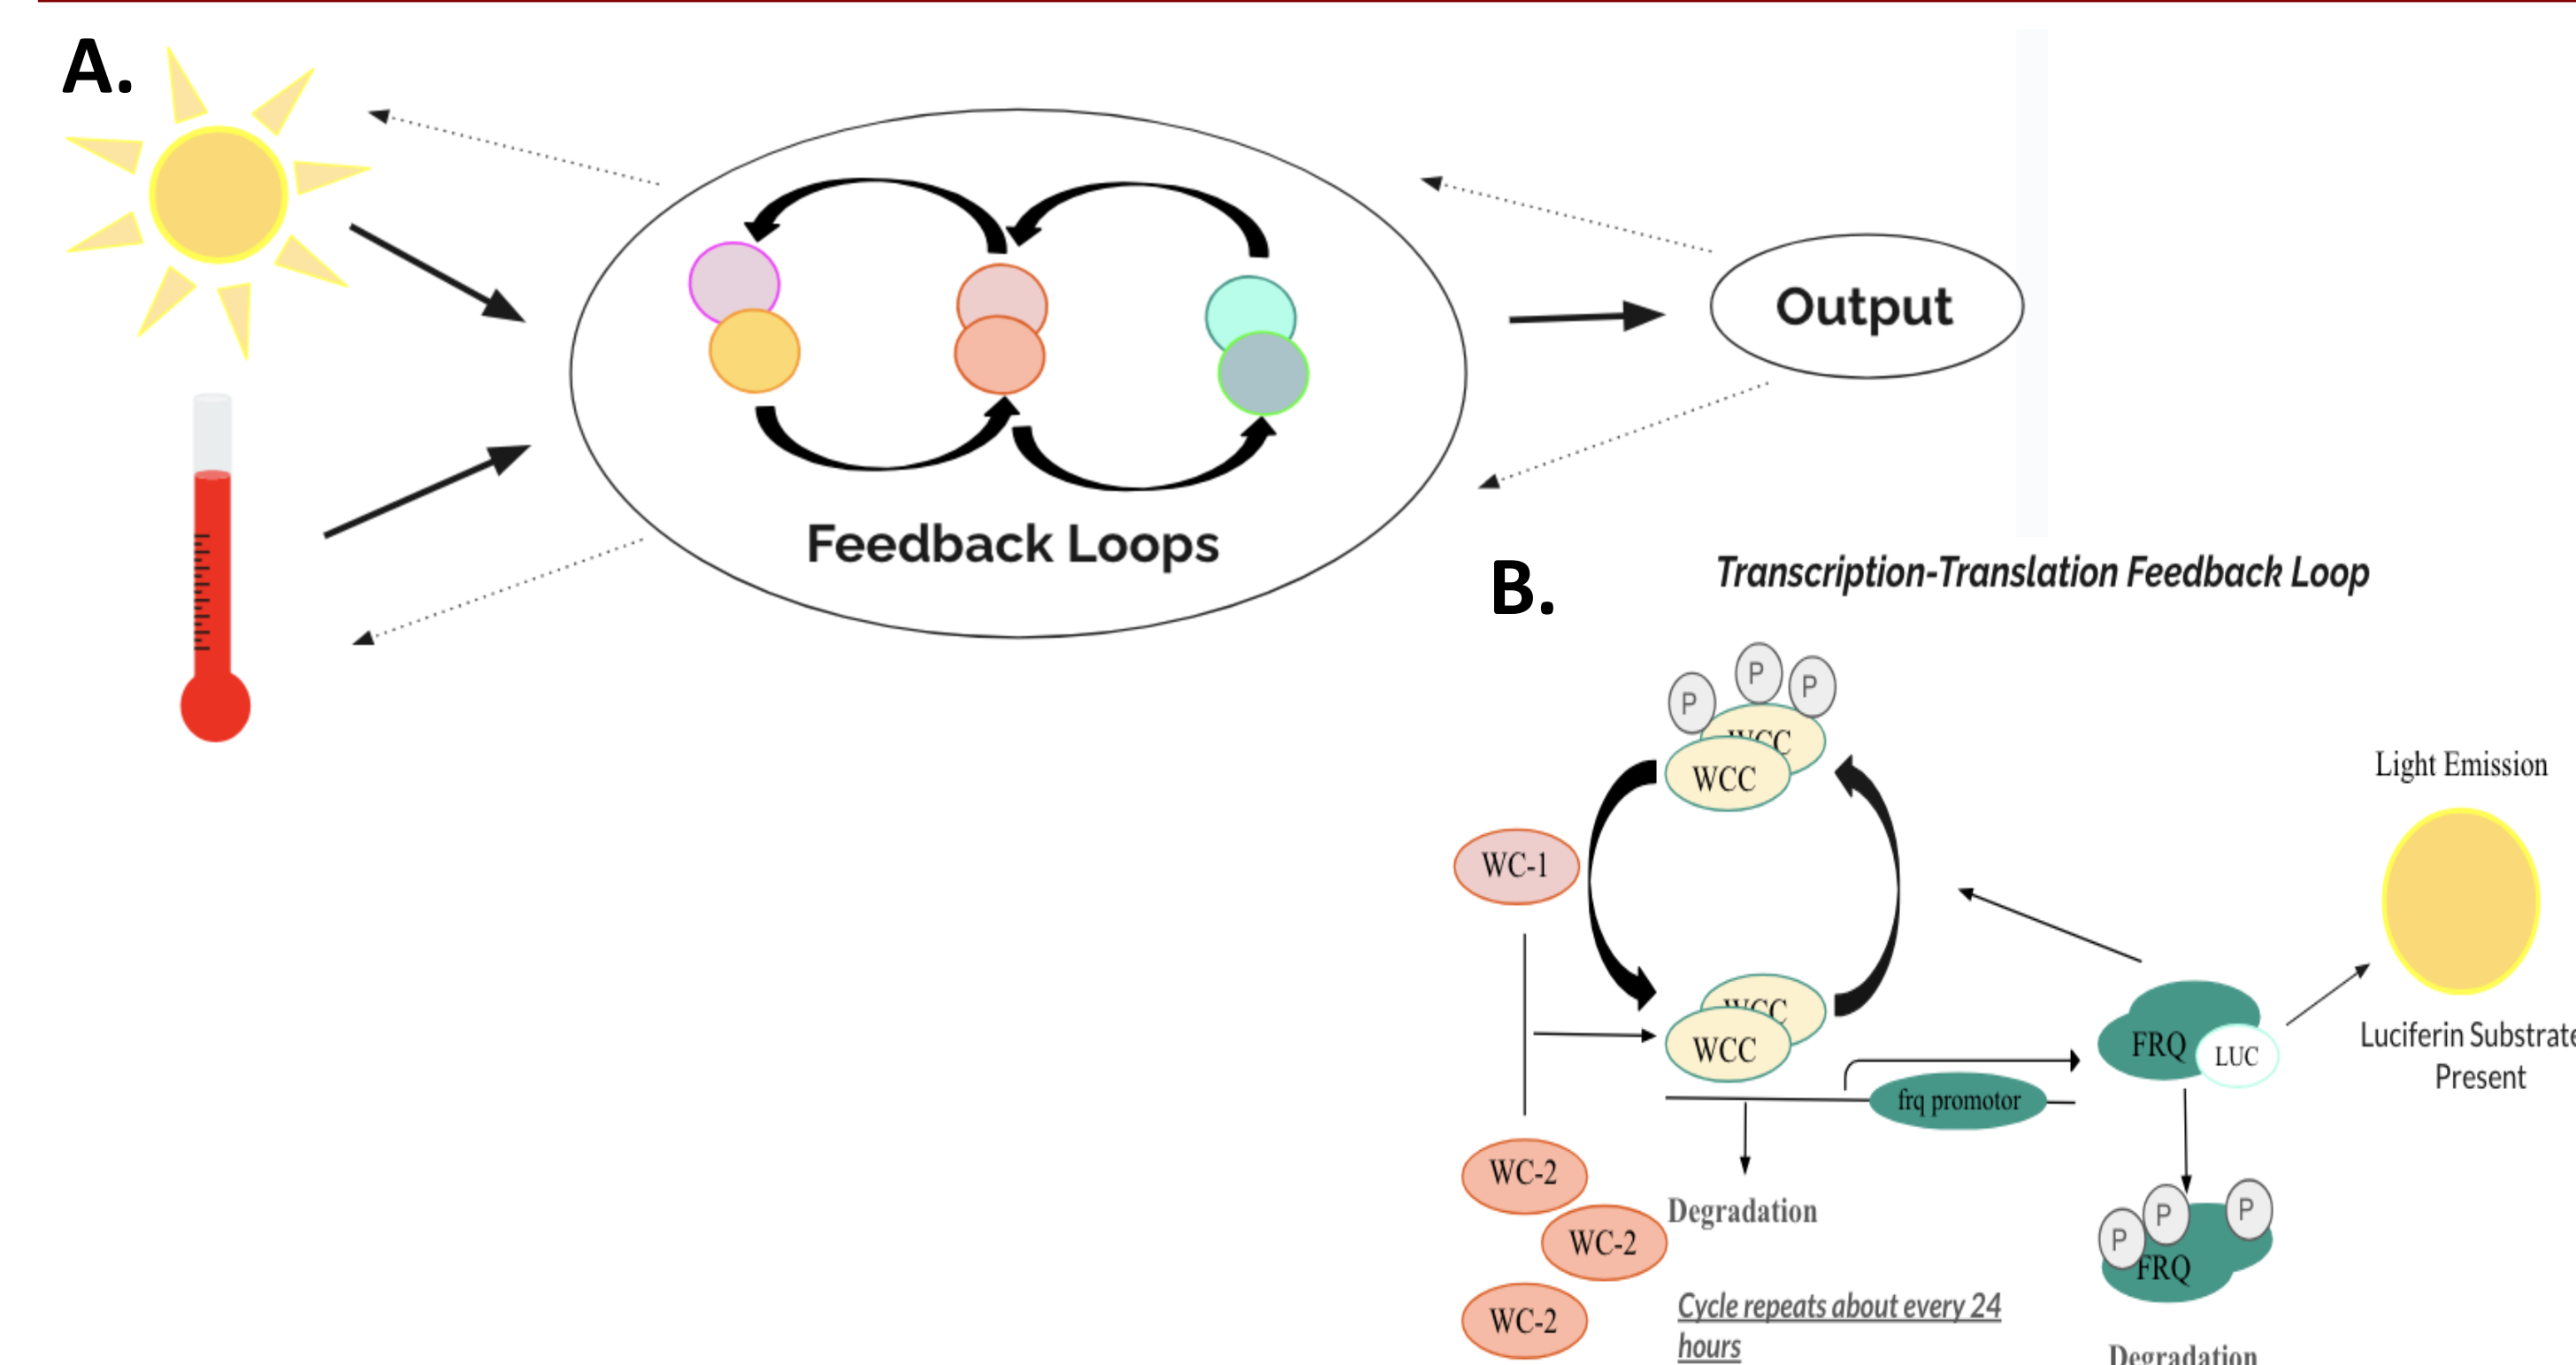 A.
Output
Feedback Loops
B.
Transcription-Translation Feedback Loop
P
P
P
WCC
WCC
Light Emission
WC-1
WCC
WCC
FRQ
LUC
Luciferin Substrate
Present
frq promotor
WC-2
Degradation
WC-2
P
P
P
FRQ
WC-2
Cycle repeats about every 24
hours
Degradation